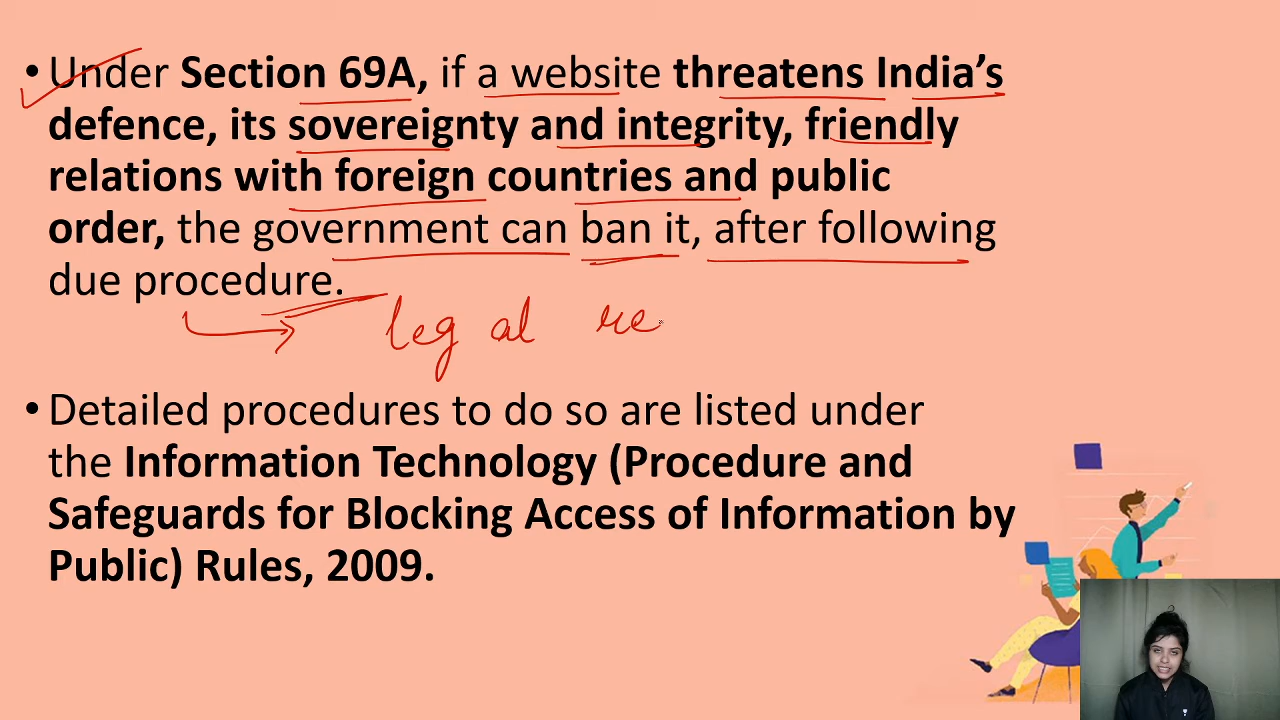 • Under Section 69A, if a website threatens India’s
defence, its sovereignty and integrity, friendly
relations with foreign countries and public
order, the government can ban it, after following
due procedure.
legal re
• Detailed procedures to do so are listed under
the Information Technology (Procedure and
Safeguards for Blocking Access of Information by
Public) Rules, 2009.